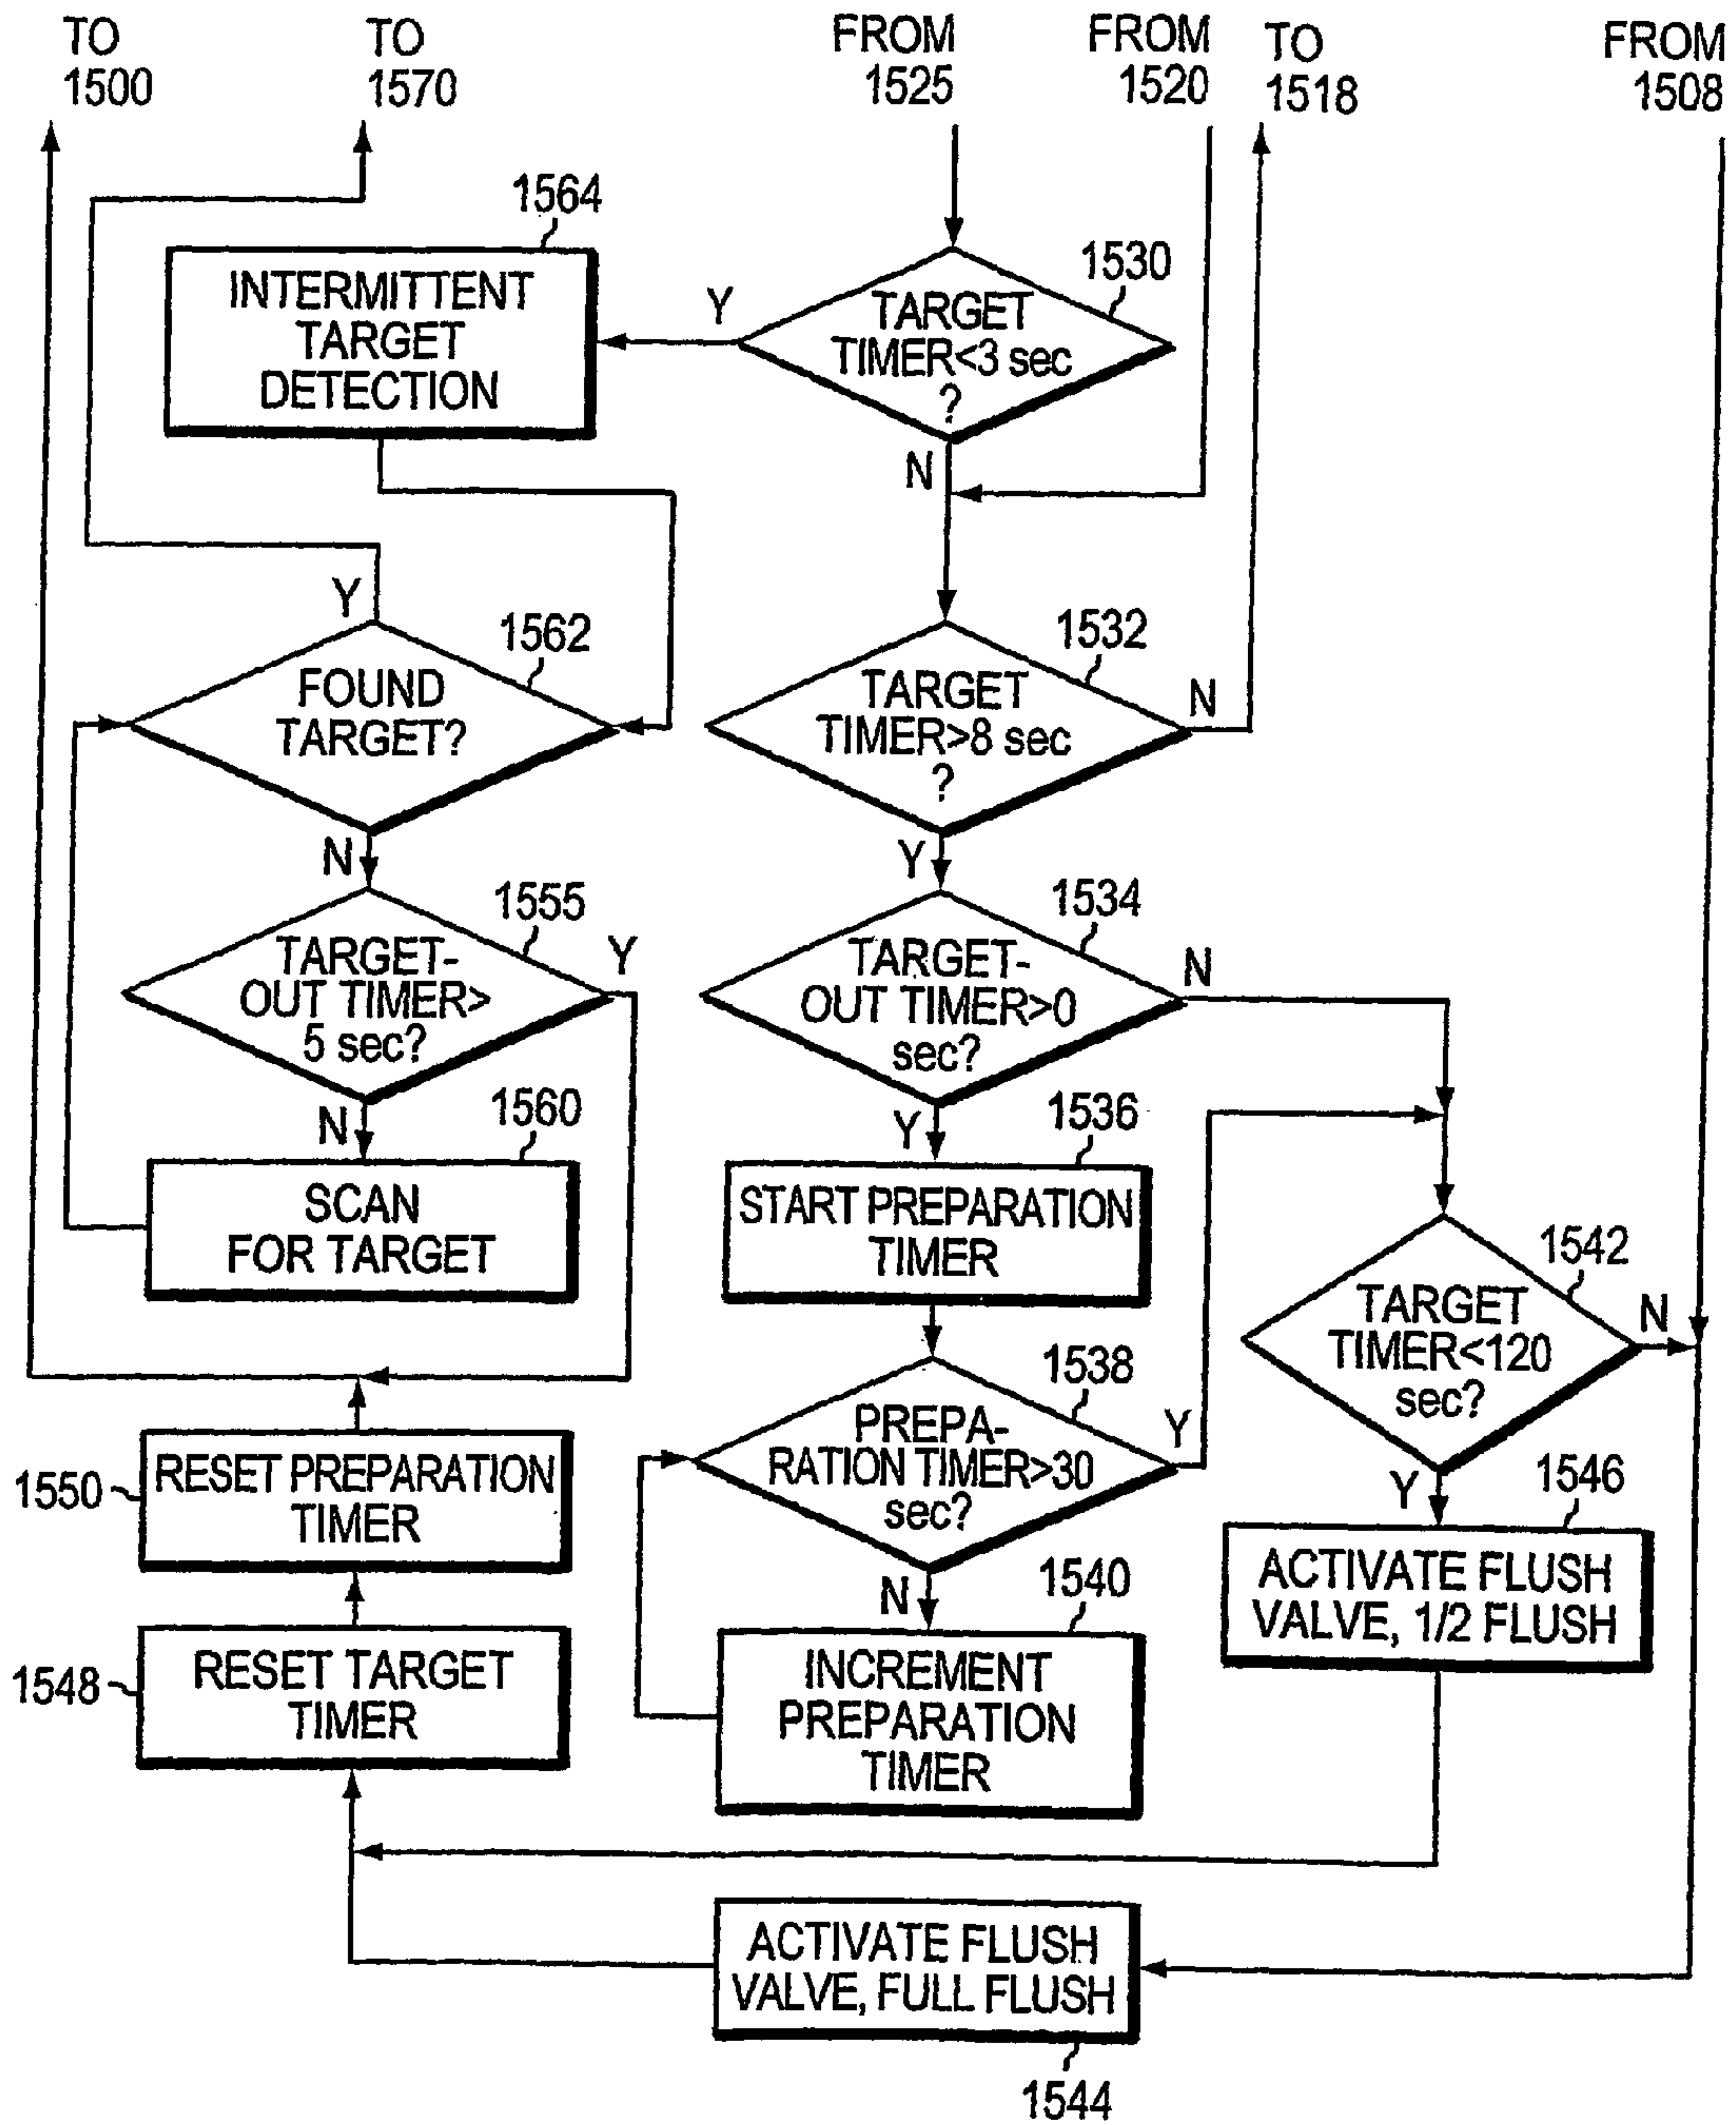 TO
1500
TO
1570
FROM
1525
FROM
1520
TO
1518
FROM
1508
1564
INTERMITTENT
TARGET
DETECTION
Y
1530
TARGET
TIMER<3 sec
?
N
Y
1562
FOUND
TARGET?
N
1532
TARGET
TIMER>8 sec
?
N
Y
1555
TARGET-
OUT TIMER>
5 sec?
Y
N
1534
TARGET-
OUT TIMER>0
sec?
N
Y
1560
SCAN
FOR TARGET
1536
START PREPARATION
TIMER
1542
TARGET
TIMER<120
sec?
N
Y
1538
PREPA-
RATION TIMER>30
sec?
Y
N
1550
RESET PREPARATION
TIMER
1546
ACTIVATE FLUSH
VALVE, 1/2 FLUSH
1540
INCREMENT
PREPARATION
TIMER
1548
RESET TARGET
TIMER
ACTIVATE FLUSH
VALVE, FULL FLUSH
1544